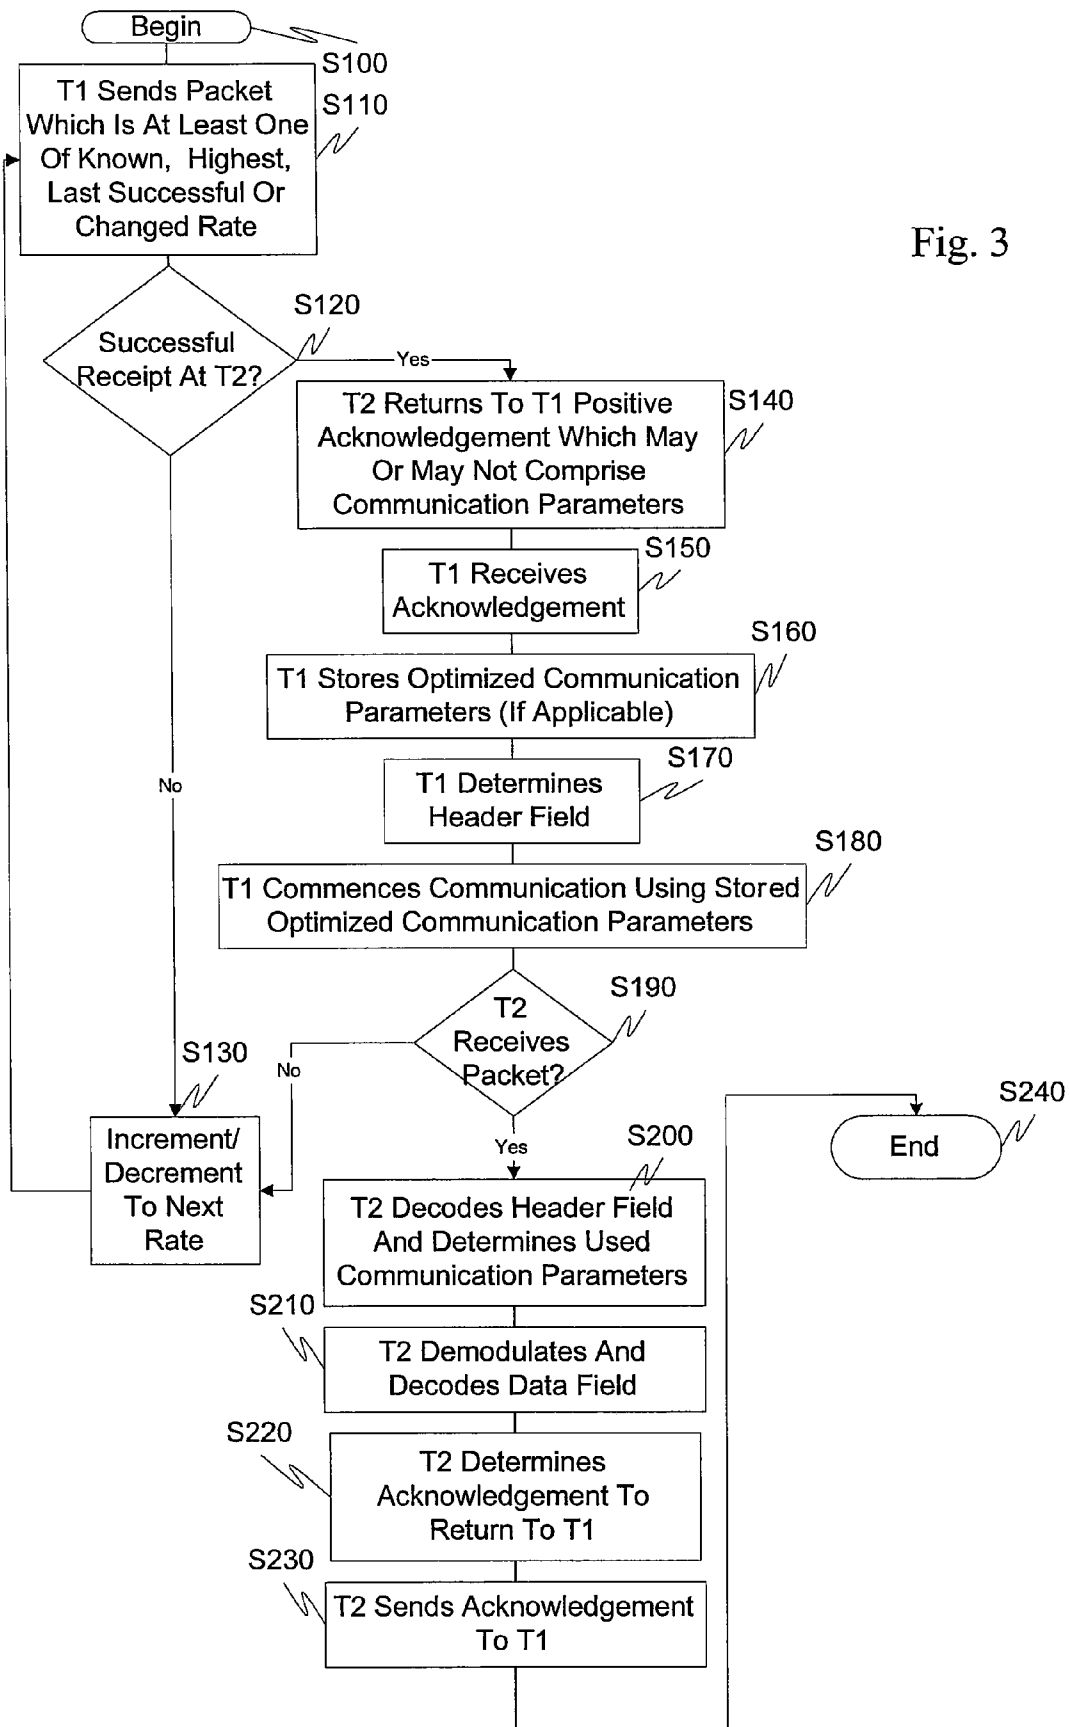 Begin
S100
T1 Sends Packet
Which Is At Least One
Of Known, Highest,
Last Successful Or
Changed Rate
S110
Fig. 3
S120
Successful
Receipt At T2?
Yes
T2 Returns To T1 Positive
Acknowledgement Which May
Or May Not Comprise
Communication Parameters
S140
S150
T1 Receives
Acknowledgement
S160
T1 Stores Optimized Communication
Parameters (If Applicable)
S170
T1 Determines
Header Field
No
S180
T1 Commences Communication Using Stored
Optimized Communication Parameters
S190
T2
Receives
Packet?
No
S130
Increment/
Decrement
To Next
Rate
Yes
S240
End
S200
T2 Decodes Header Field
And Determines Used
Communication Parameters
S210
T2 Demodulates And
Decodes Data Field
S220
T2 Determines
Acknowledgement To
Return To T1
S230
T2 Sends Acknowledgement
To T1